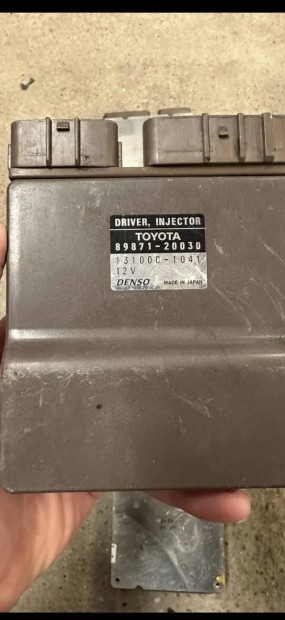 DRIVER, INJECTOR
TOYOTA
89871-20030
131000-1041
12V
DENSO MADE IN JAPAN